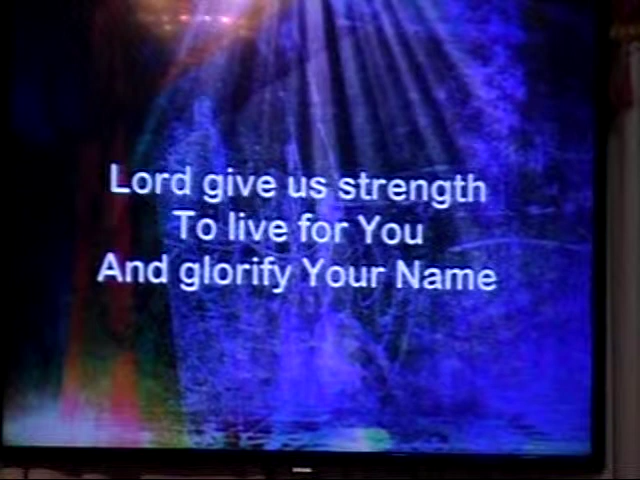 Lord give us strength
To live for You
And glorify Your Name